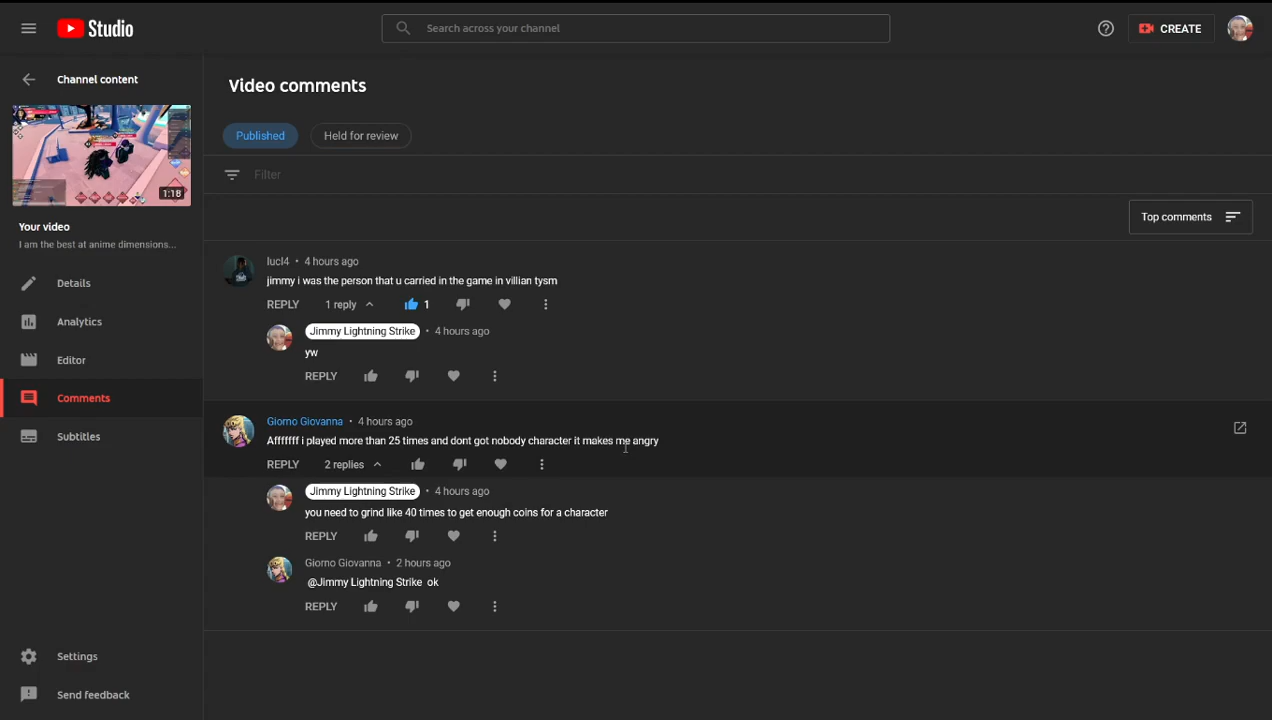 Studio
Search across your channel
CREATE
Channel content
Video comments
Published
Held for review
Filter
1:18
Your video
I am the best at anime dimensions...
Top comments
Details
Analytics
Editor
Comments
Subtitles
lucl4 • 4 hours ago
jimmy i was the person that u carried in the game in villian tysm
REPLY 1 reply 1
Jimmy Lightning Strike • 4 hours ago
yw
REPLY
Giorno Giovanna • 4 hours ago
Afffffff i played more than 25 times and dont got nobody character it makes me angry
REPLY 2 replies
Jimmy Lightning Strike • 4 hours ago
you need to grind like 40 times to get enough coins for a character
REPLY
Giorno Giovanna • 2 hours ago
@Jimmy Lightning Strike ok
REPLY
Settings
Send feedback